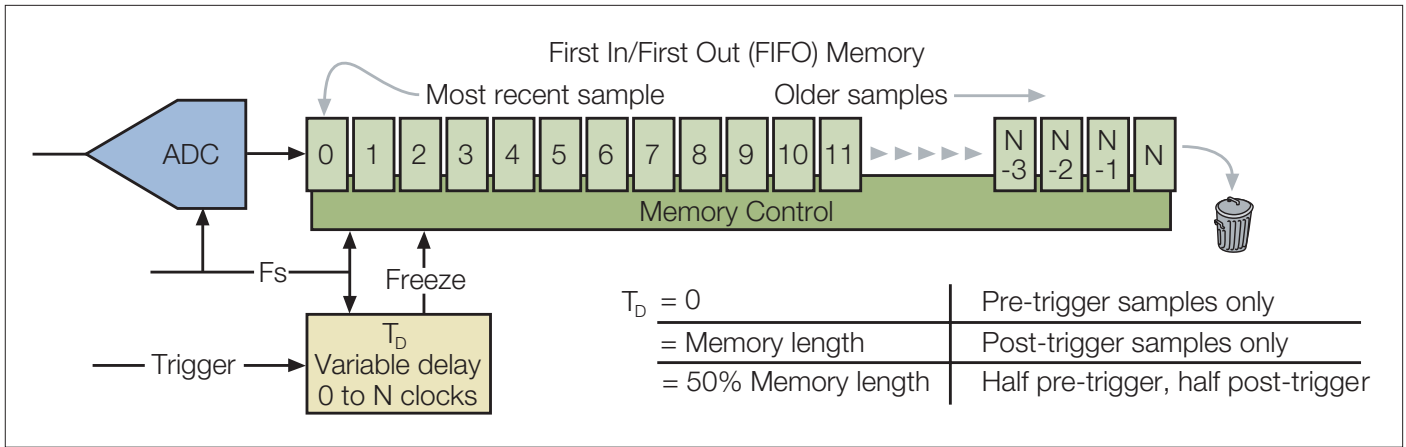 First In/First Out (FIFO) Memory
Most recent sample
Older samples
ADC
0 1 2 3 4 5 6 7 8 9 10 11 N-3 N-2 N-1 N
Memory Control
Fs
Freeze
Trigger
T_D
Variable delay
0 to N clocks
T_D = 0 Pre-trigger samples only
= Memory length Post-trigger samples only
= 50% Memory length Half pre-trigger, half post-trigger